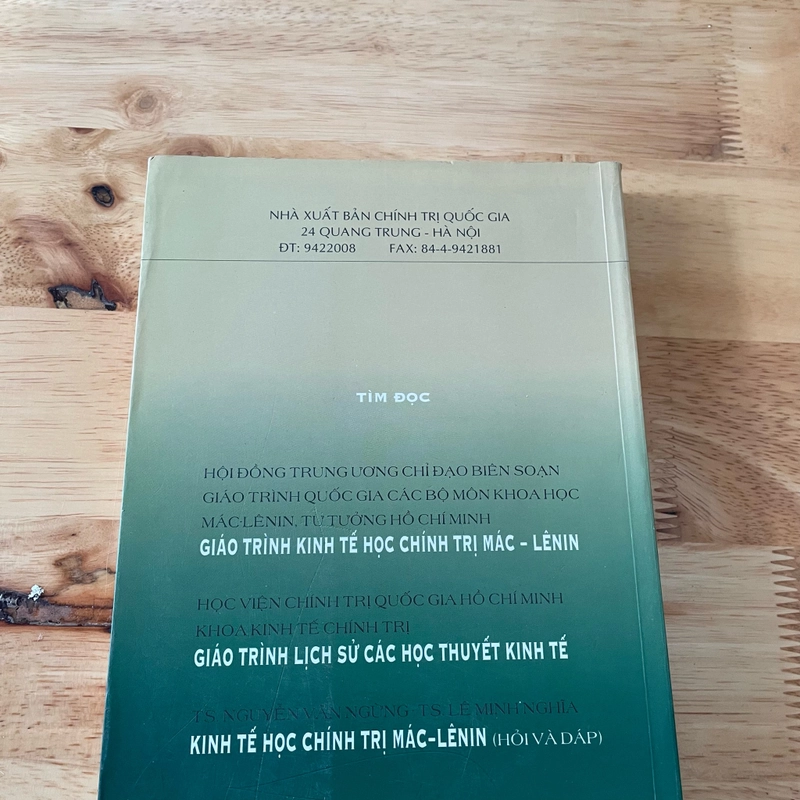 NHÀ XUẤT BẢN CHÍNH TRỊ QUỐC GIA
24 QUANG TRUNG - HÀ NỘI
ĐT: 9422008 FAX: 84-4-9421881
TÌM ĐỌC
HỘI ĐỒNG TRUNG ƯƠNG CHỈ ĐẠO BIÊN SOẠN
GIÁO TRÌNH QUỐC GIA CÁC BỘ MÔN KHOA HỌC
MÁC-LÊNIN, TƯ TƯỞNG HỒ CHÍ MINH
GIÁO TRÌNH KINH TẾ HỌC CHÍNH TRỊ MÁC – LÊNIN
HỌC VIỆN CHÍNH TRỊ QUỐC GIA HỒ CHÍ MINH
KHOA KINH TẾ CHÍNH TRỊ
GIÁO TRÌNH LỊCH SỬ CÁC HỌC THUYẾT KINH TẾ
TS. NGUYỄN VĂN NGỪNG - TS. LÊ MINH NGHĨA
KINH TẾ HỌC CHÍNH TRỊ MÁC–LÊNIN (HỎI VÀ ĐÁP)